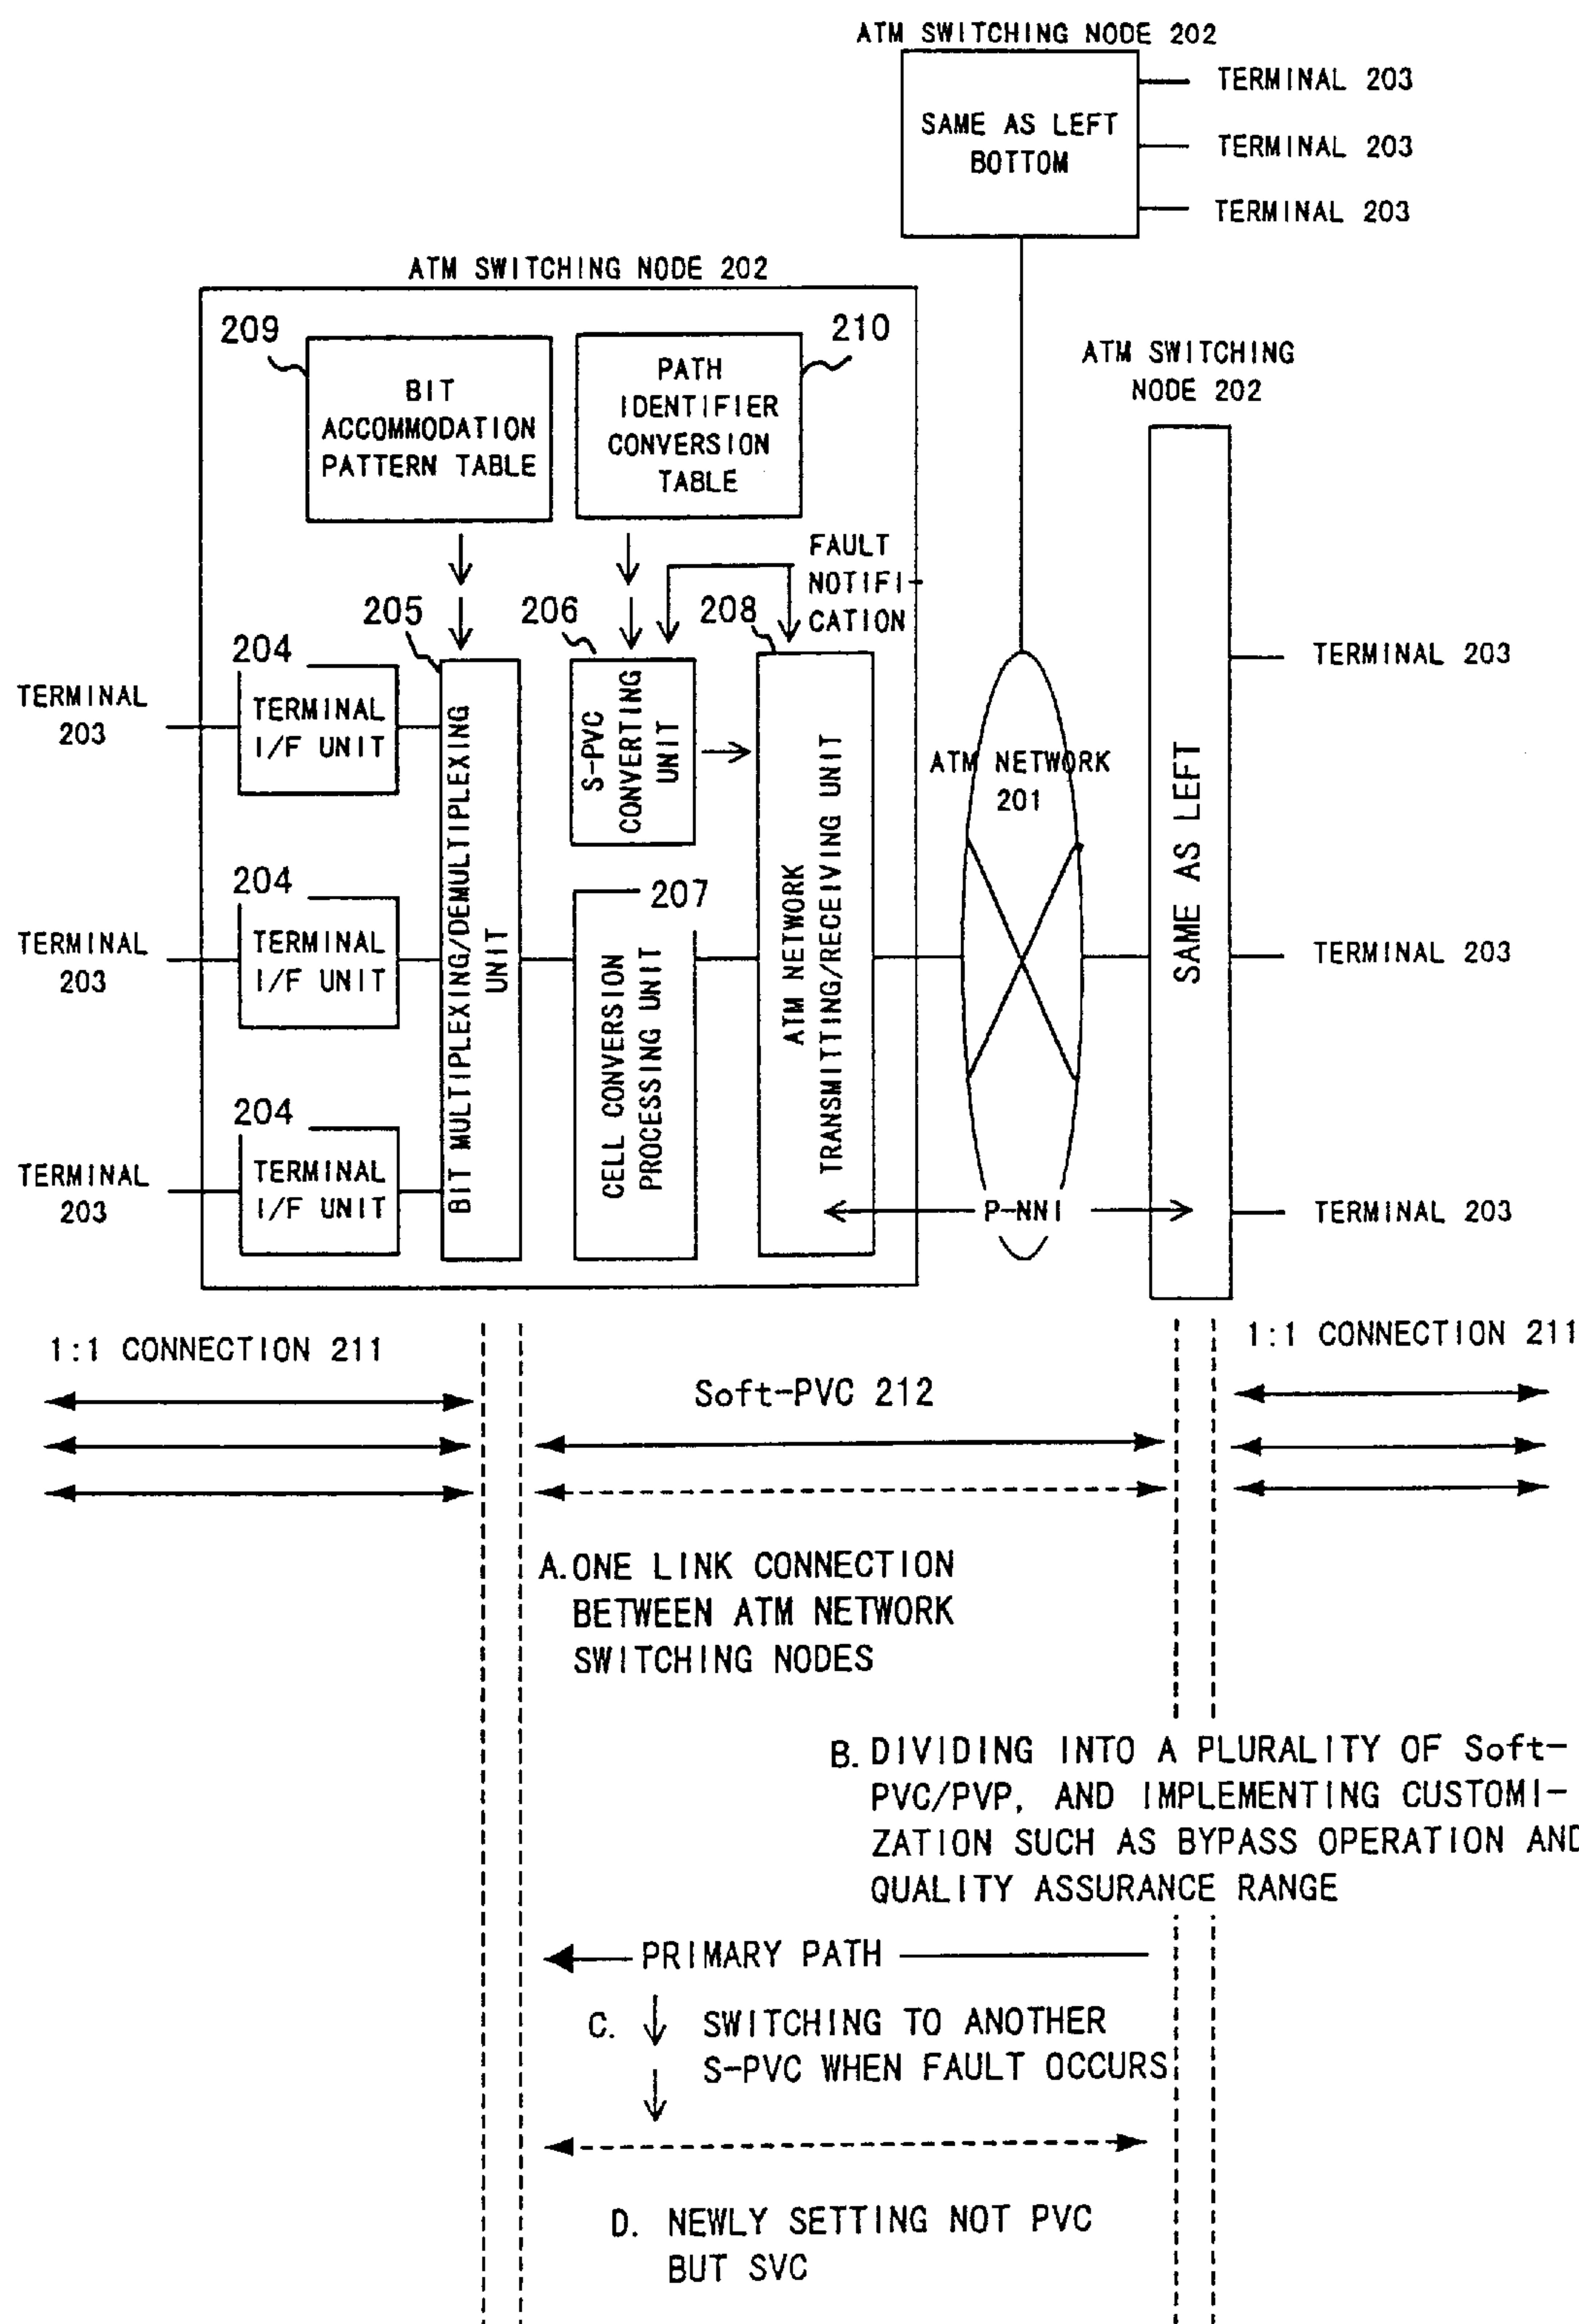 ATM SWITCHING NODE 202
SAME AS LEFT
BOTTOM
TERMINAL 203
TERMINAL 203
TERMINAL 203
ATM SWITCHING NODE 202
209
BIT
ACCOMMODATION
PATTERN TABLE
210
PATH
IDENTIFIER
CONVERSION
TABLE
FAULT
NOTIFI-
CATION
205
206
208
204
TERMINAL
I/F UNIT
204
TERMINAL
I/F UNIT
204
TERMINAL
I/F UNIT
TERMINAL
203
TERMINAL
203
TERMINAL
203
BIT MULTIPLEXING/DEMULTIPLEXING
UNIT
S-PVC
CONVERTING
UNIT
207
CELL CONVERSION
PROCESSING UNIT
ATM NETWORK
TRANSMITTING/RECEIVING UNIT
ATM NETWORK
201
P-NNI
ATM SWITCHING
NODE 202
SAME AS LEFT
TERMINAL 203
TERMINAL 203
TERMINAL 203
1:1 CONNECTION 211
Soft-PVC 212
1:1 CONNECTION 211
A. ONE LINK CONNECTION
BETWEEN ATM NETWORK
SWITCHING NODES
B. DIVIDING INTO A PLURALITY OF Soft-
PVC/PVP, AND IMPLEMENTING CUSTOMI-
ZATION SUCH AS BYPASS OPERATION AND
QUALITY ASSURANCE RANGE
PRIMARY PATH
C. SWITCHING TO ANOTHER
S-PVC WHEN FAULT OCCURS
D. NEWLY SETTING NOT PVC
BUT SVC